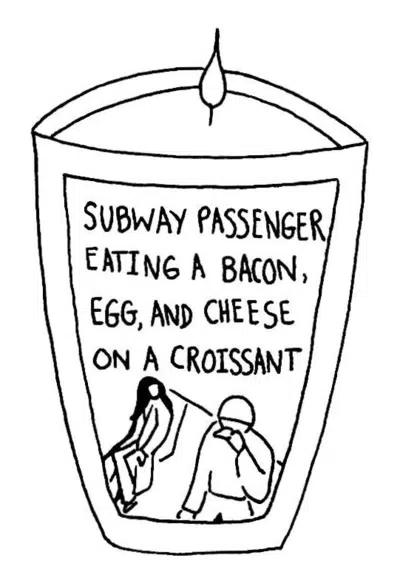 SUBWAY PASSENGER
EATING A BACON,
EGG, AND CHEESE
ON A CROISSANT